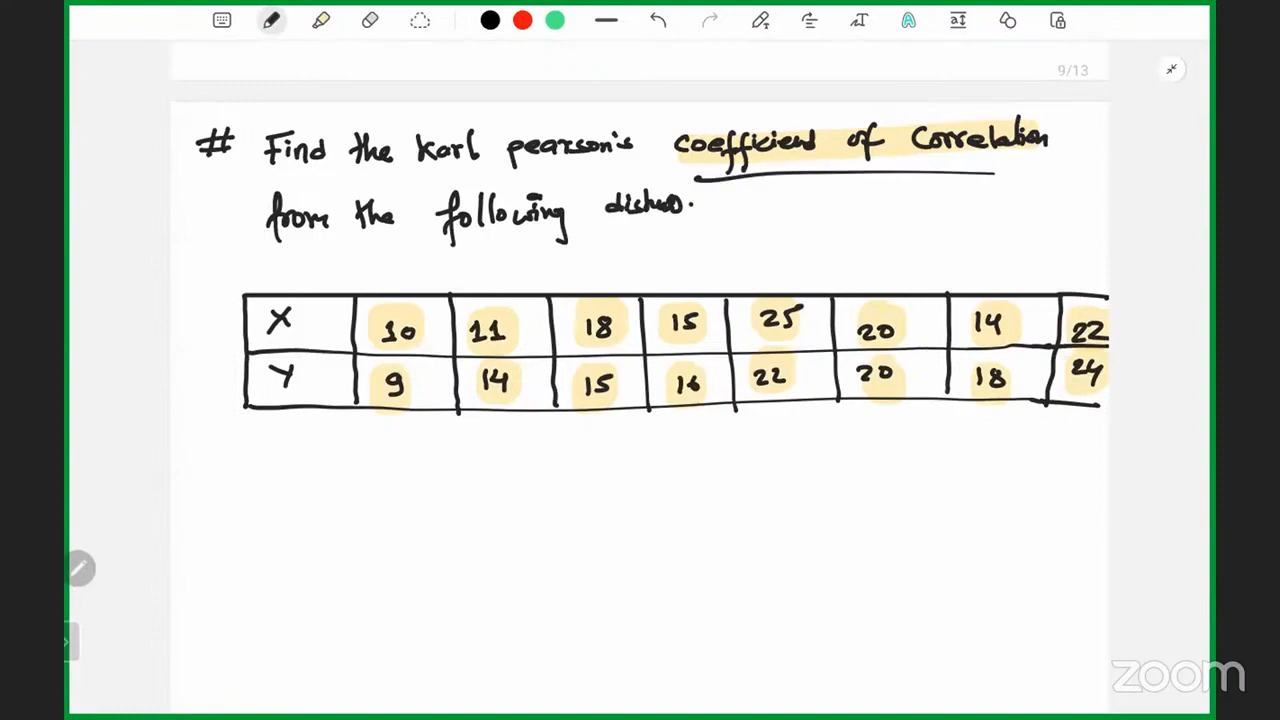 9/13
# Find the Karl pearson's coefficient of Correlation
from the following
X 10 11 18 15 25 20 14 22
Y 9 14 15 16 22 20 18 24
zoom